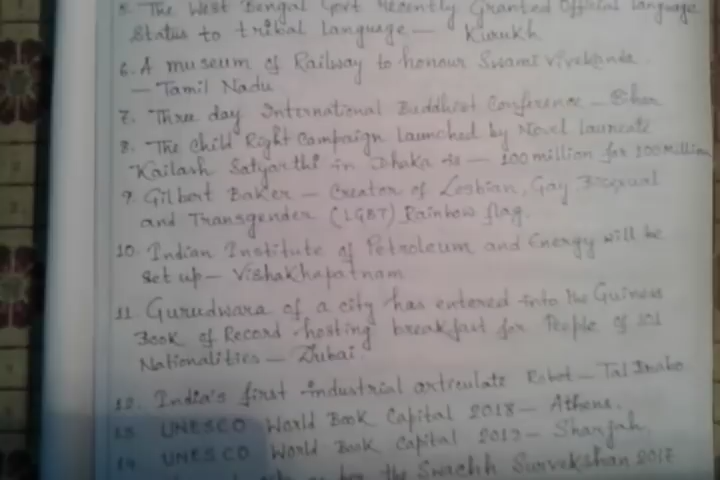 5. The West Bengal Govt Recently Granted Official language
Status to tribal language — Kurukh
6. A museum of Railway to honour Swami Vivekanda.
— Tamil Nadu
7. Three day International Buddhist Conference — Bihar
8. The Child Right Campaign launched by Novel laureate
Kailash Satyarthi in Dhaka is — 100 million for 100 Million
9. Gilbert Baker — Creator of Lesbian, Gay Bisexual
and Transgender (LGBT) Rainbow flag.
10. Indian Institute of Petroleum and Energy will be
set up — Vishakhapatnam
11. Gurudwara of a city has entered into the Guiness
Book of Record hosting breakfast for People of 101
Nationalities — Dubai.
12. India's first industrial articulate Robot — Tal
13. UNESCO World Book Capital 2018 — Athens.
14. UNESCO World Book Capital 2019 — Sharjah.
the Swachh Survekshan 2017